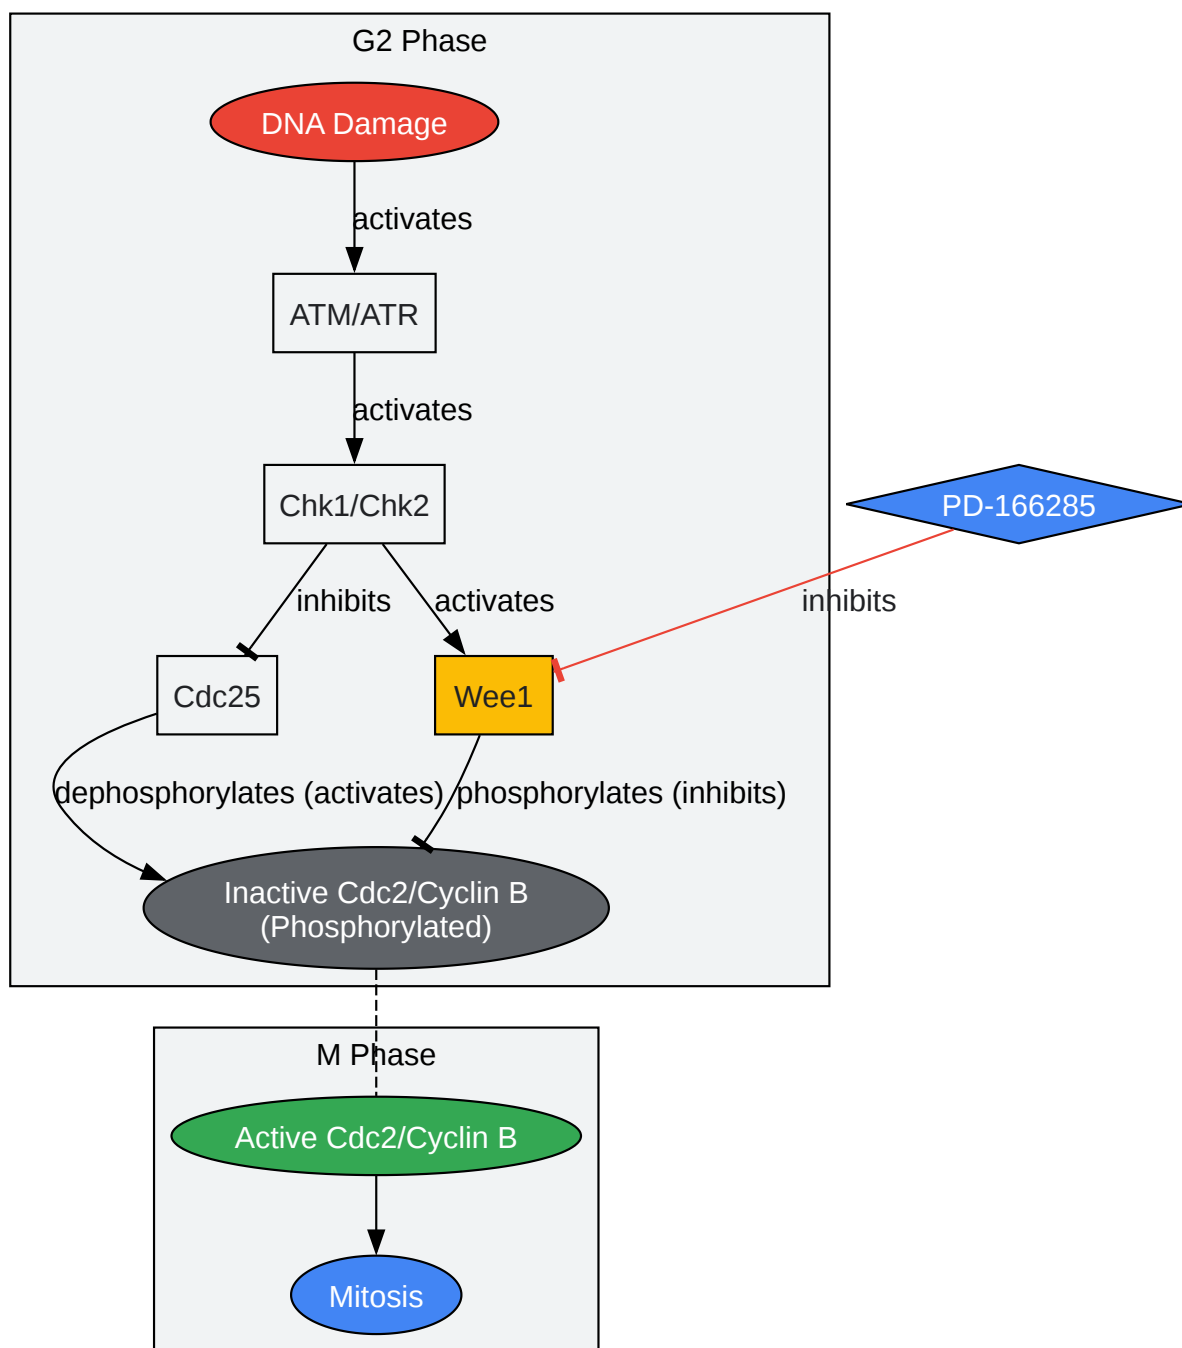 G2 Phase
DNA Damage
activates
ATM/ATR
activates
Chk1/Chk2
PD-166285
inhibits
activates
inhibits
Cdc25
Wee1
dephosphorylates (activates)
phosphorylates (inhibits)
Inactive Cdc2/Cyclin B
(Phosphorylated)
M Phase
Active Cdc2/Cyclin B
Mitosis